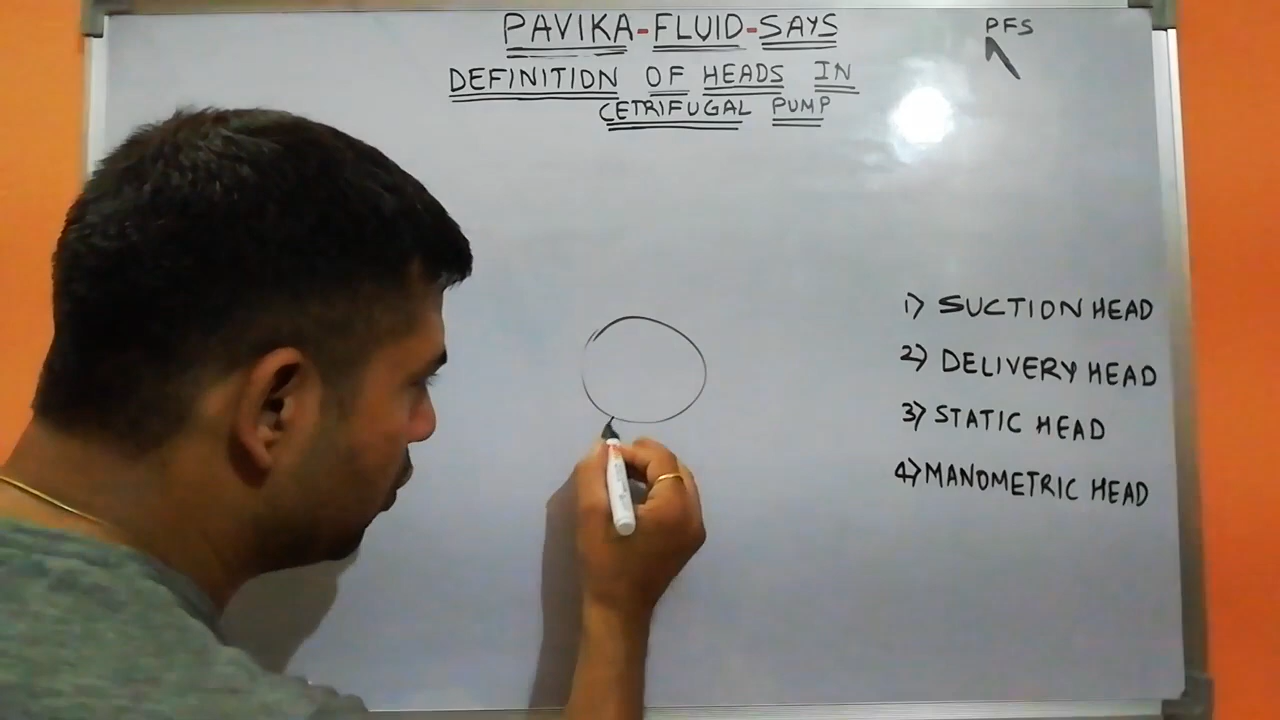 PAVIKA-FLUID-SAYS
PFS
DEFINITION OF HEADS IN
CETRIFUGAL PUMP
1) SUCTION HEAD
2) DELIVERY HEAD
3) STATIC HEAD
4) MANOMETRIC HEAD